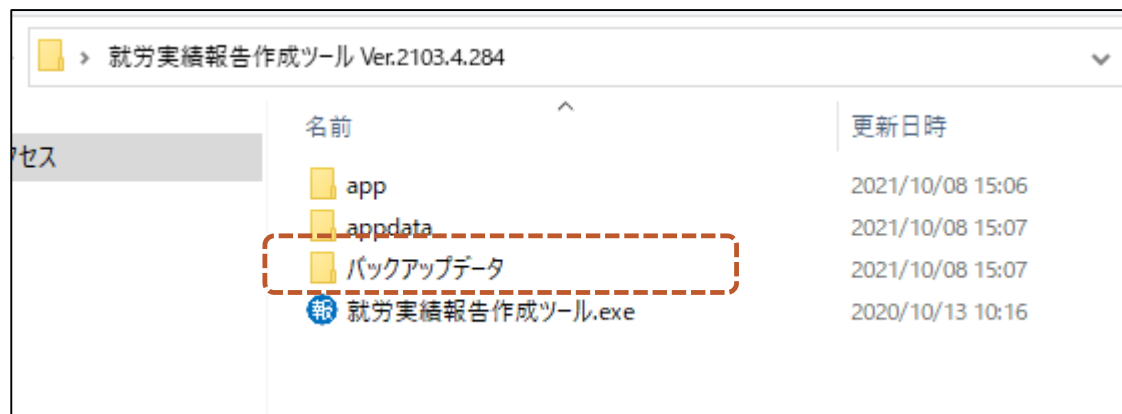 就労実績報告作成ツール Ver.2103.4.284
名前 更新日時
クセス
app 2021/10/08 15:06
appdata 2021/10/08 15:07
バックアップデータ 2021/10/08 15:07
報 就労実績報告作成ツール.exe 2020/10/13 10:16